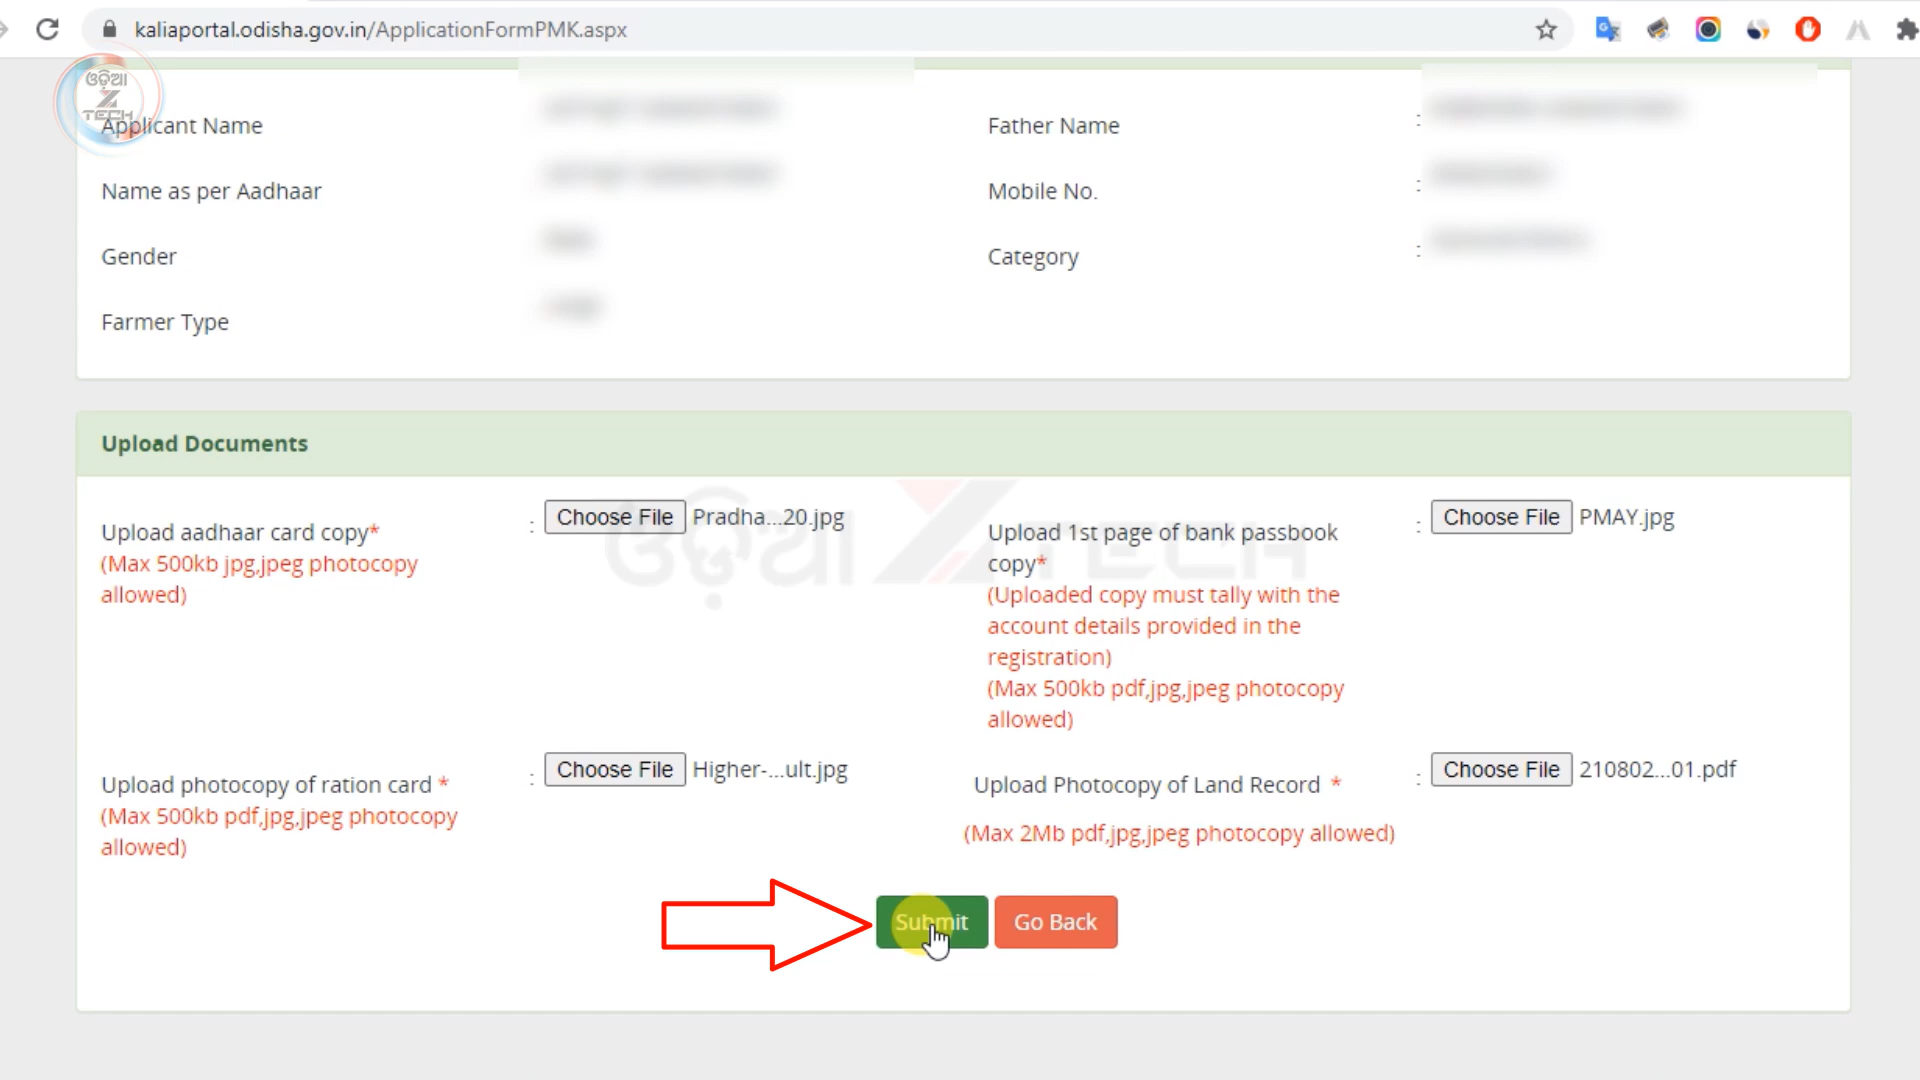 kaliaportal.odisha.gov.in/ApplicationFormPMK.aspx
ଓଡ଼ିଆ
Z
TECH
Applicant Name
Father Name :
Name as per Aadhaar
Mobile No. :
Gender
Category :
Farmer Type
Upload Documents
Upload aadhaar card copy* : Choose File Pradha...20.jpg
(Max 500kb jpg,jpeg photocopy
allowed)
Upload 1st page of bank passbook : Choose File PMAY.jpg
copy*
(Uploaded copy must tally with the
account details provided in the
registration)
(Max 500kb pdf,jpg,jpeg photocopy
allowed)
ଓଡ଼ିଆ Z TECH
Upload photocopy of ration card * : Choose File Higher-...ult.jpg
(Max 500kb pdf,jpg,jpeg photocopy
allowed)
Upload Photocopy of Land Record * : Choose File 210802...01.pdf
(Max 2Mb pdf,jpg,jpeg photocopy allowed)
Submit Go Back